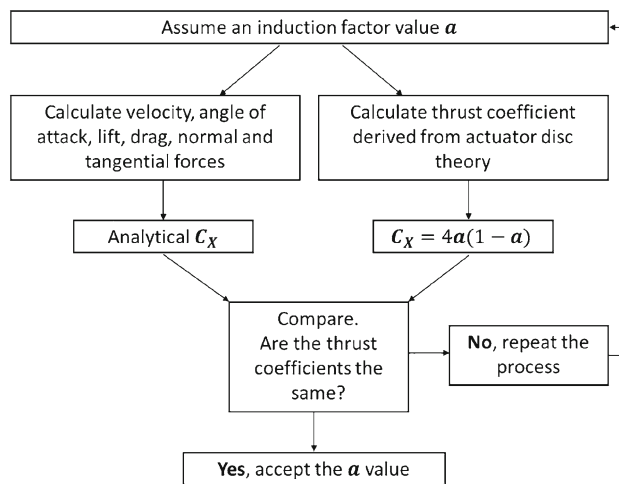 Assume an induction factor value a
Calculate velocity, angle of
attack, lift, drag, normal and
tangential forces
Calculate thrust coefficient
derived from actuator disc
theory
Analytical C_X
C_X = 4a(1 − a)
Compare.
Are the thrust
coefficients the
same?
No, repeat the
process
Yes, accept the a value